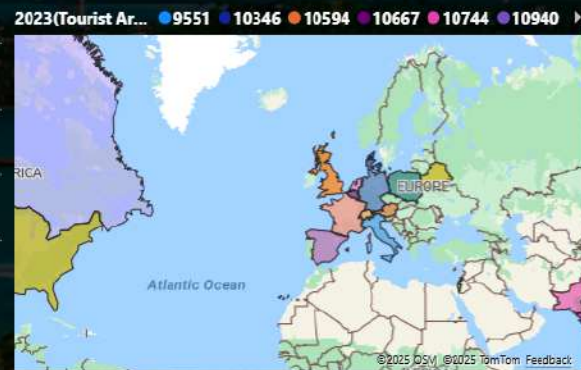 2023(Tourist Ar... 9551 10346 10594 10667 10744 10940
RICA
EUROPE
Atlantic Ocean
©2025 OSM ©2025 TomTom Feedback